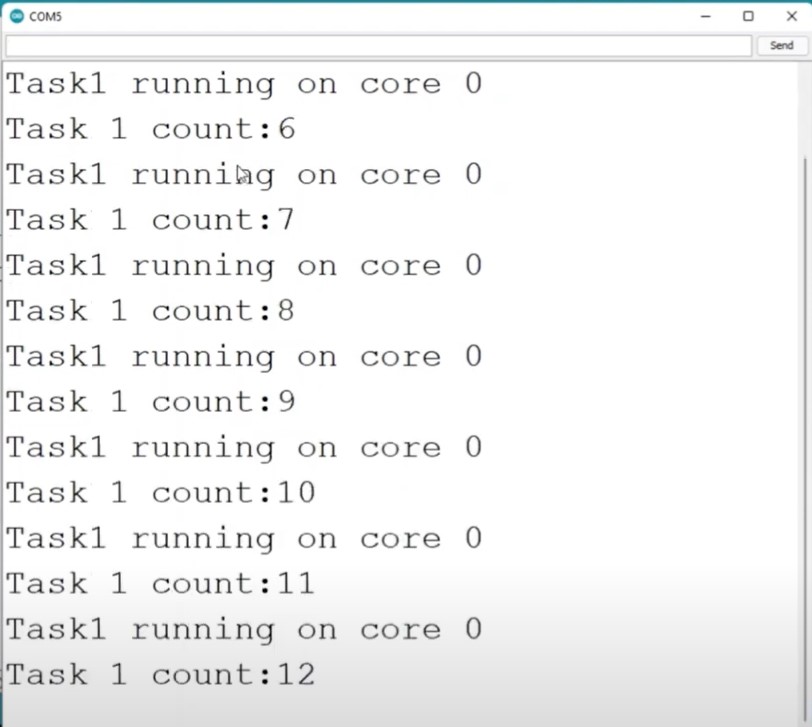 COM5
Send
Task1 running on core 0
Task 1 count:6
Task1 running on core 0
Task 1 count:7
Task1 running on core 0
Task 1 count:8
Task1 running on core 0
Task 1 count:9
Task1 running on core 0
Task 1 count:10
Task1 running on core 0
Task 1 count:11
Task1 running on core 0
Task 1 count:12